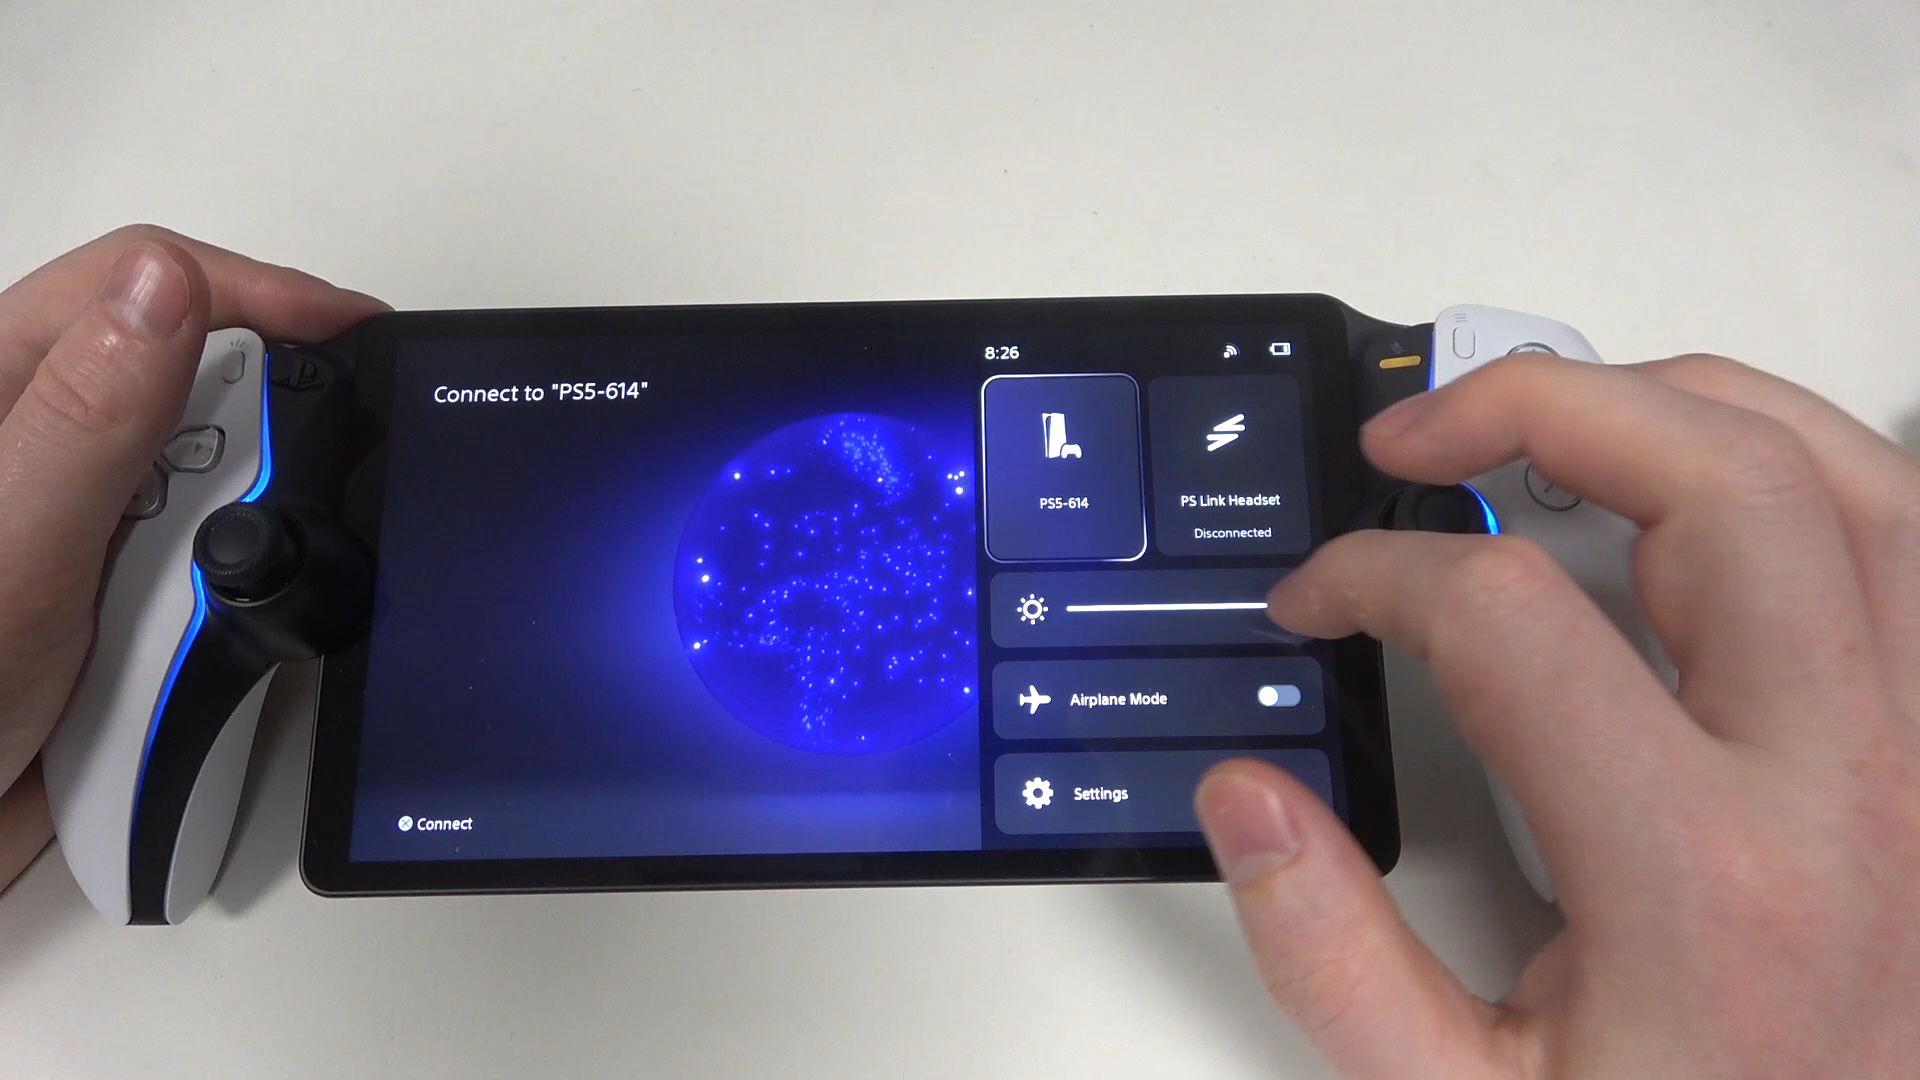 Connect to "PS5-614"
8:26
PS5-614
PS Link Headset
Disconnected
Airplane Mode
Settings
Connect